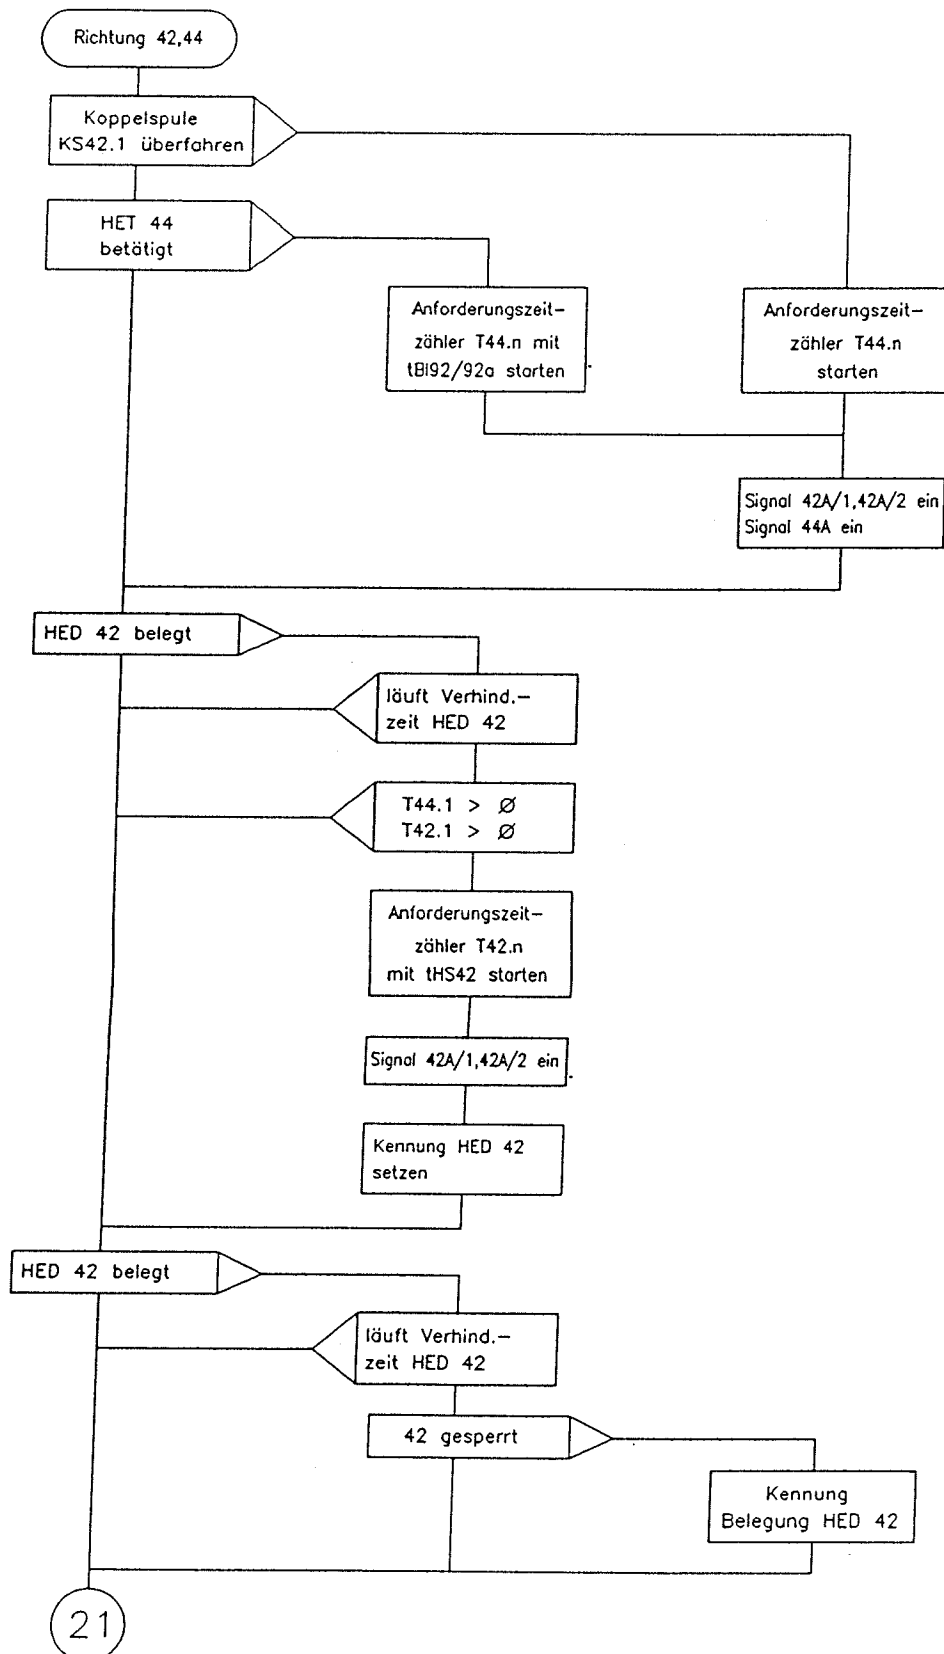 Richtung 42,44
Koppelspule
KS42.1 überfahren
HET 44
betätigt
Anforderungszeit-
zähler T44.n mit
tBI92/92a starten
Anforderungszeit-
zähler T44.n
starten
Signal 42A/1,42A/2 ein
Signal 44A ein
HED 42 belegt
läuft Verhind.-
zeit HED 42
T44.1 > Ø
T42.1 > Ø
Anforderungszeit-
zähler T42.n
mit tHS42 starten
Signal 42A/1,42A/2 ein
Kennung HED 42
setzen
HED 42 belegt
läuft Verhind.-
zeit HED 42
42 gesperrt
Kennung
Belegung HED 42
21